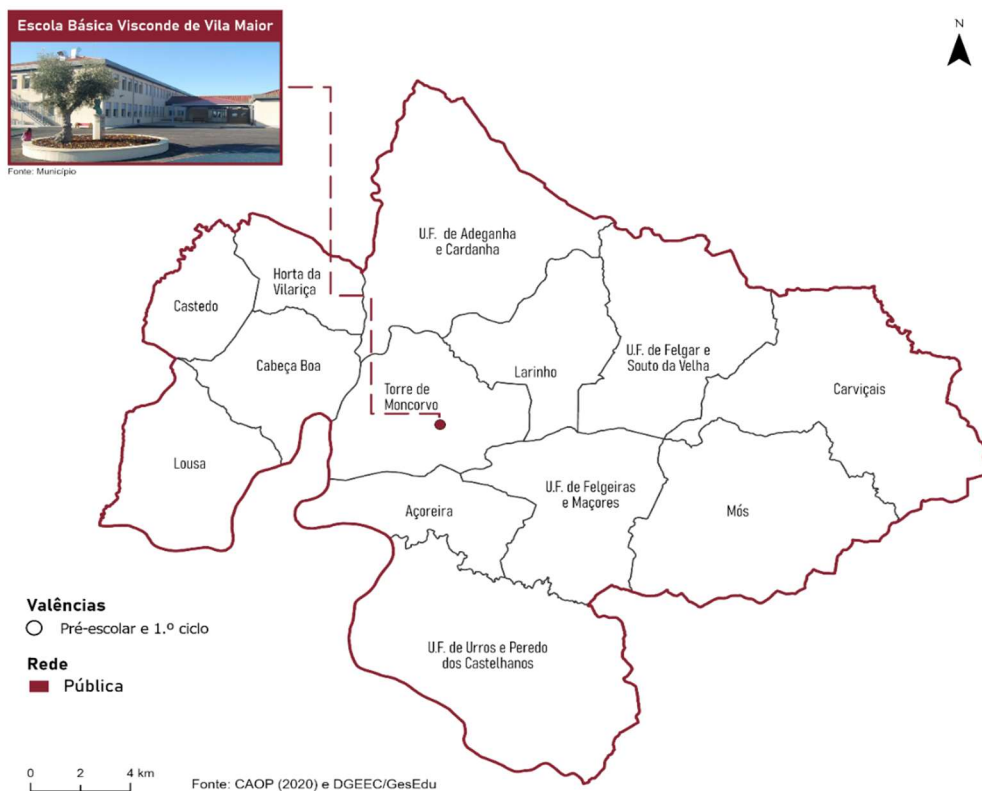 Escola Básica Visconde de Vila Maior
Fonte: Município
N
U.F. de Adeganha
e Cardanha
Horta da
Vilariça
Castedo
Cabeça Boa
Larinho
U.F. de Felgar e
Souto da Velha
Carviçais
Torre de
Moncorvo
Lousa
Açoreira
U.F. de Felgeiras
e Maçores
Mós
U.F. de Urros e Peredo
dos Castelhanos
Valências
Pré-escolar e 1.º ciclo
Rede
Pública
0 2 4 km
Fonte: CAOP (2020) e DGEEC/GesEdu